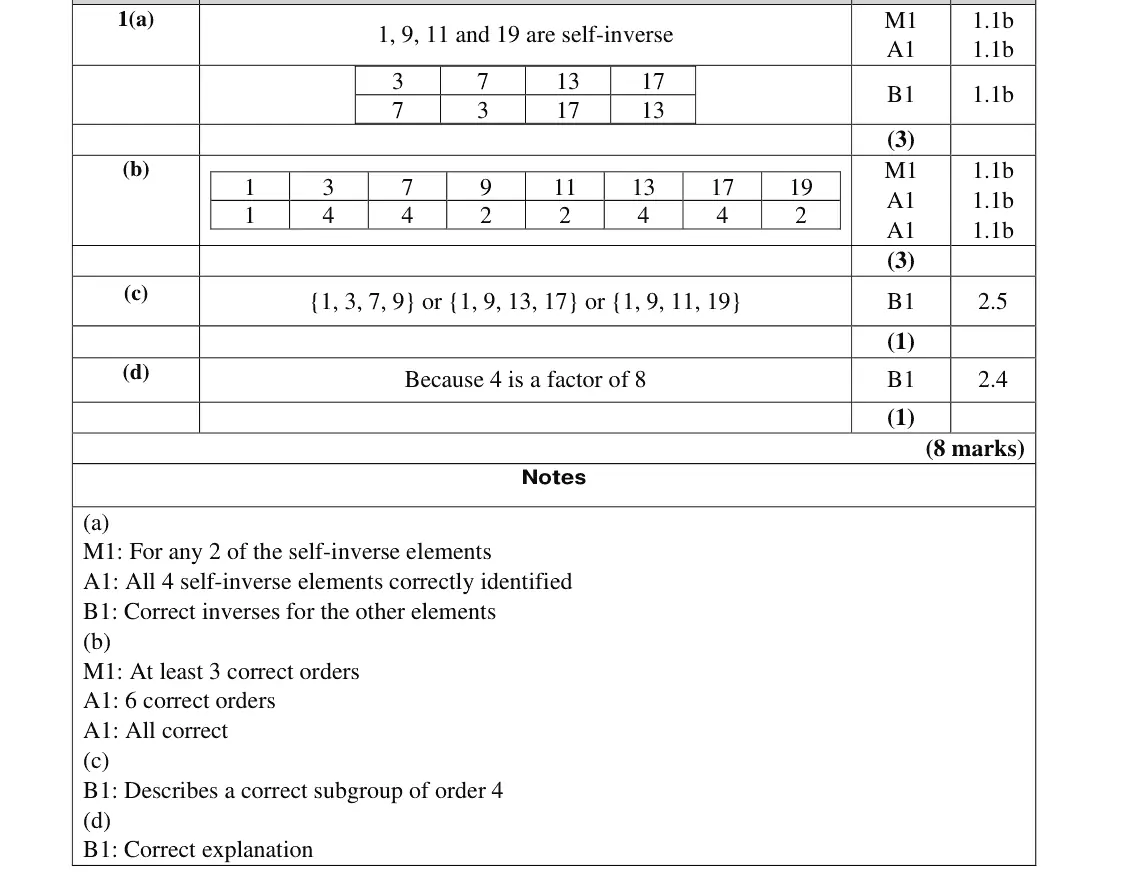 1(a)
1, 9, 11 and 19 are self-inverse
M1 1.1b
A1 1.1b
3 7 13 17
7 3 17 13
B1 1.1b
(3)
(b)
1 3 7 9 11 13 17 19
1 4 4 2 2 4 4 2
M1 1.1b
A1 1.1b
A1 1.1b
(3)
(c) {1, 3, 7, 9} or {1, 9, 13, 17} or {1, 9, 11, 19} B1 2.5
(1)
(d) Because 4 is a factor of 8 B1 2.4
(1)
(8 marks)
Notes
(a)
M1: For any 2 of the self-inverse elements
A1: All 4 self-inverse elements correctly identified
B1: Correct inverses for the other elements
(b)
M1: At least 3 correct orders
A1: 6 correct orders
A1: All correct
(c)
B1: Describes a correct subgroup of order 4
(d)
B1: Correct explanation